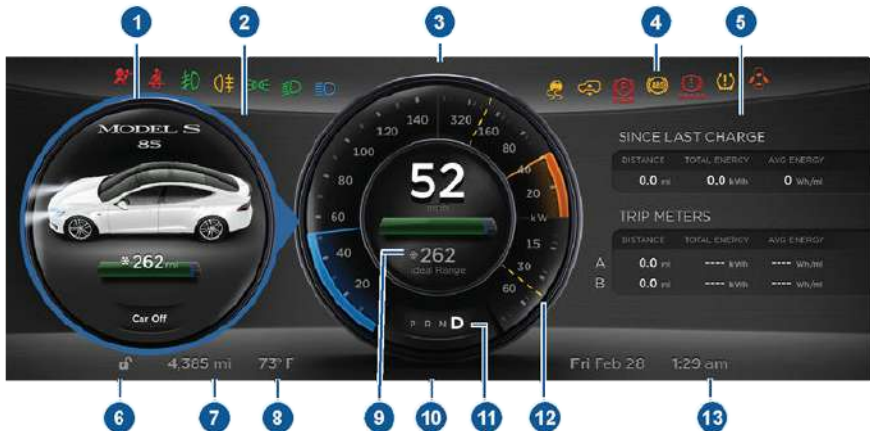 1 2 3 4 5
MODEL S
85
262 mi
Car Off
20 40 60 80 100 120 140
320 160 80 40 20 kW 15 30 60
52
mph
262
Ideal Range
P R N D
ABS
SINCE LAST CHARGE
DISTANCE TOTAL ENERGY AVG ENERGY
0.0 mi 0.0 kWh 0 Wh/mi
TRIP METERS
DISTANCE TOTAL ENERGY AVG ENERGY
A 0.0 mi ---- kWh ---- Wh/mi
B 0.0 mi ---- kWh ---- Wh/mi
4,385 mi 73° F Fri Feb 28 1:29 am
6 7 8 9 10 11 12 13